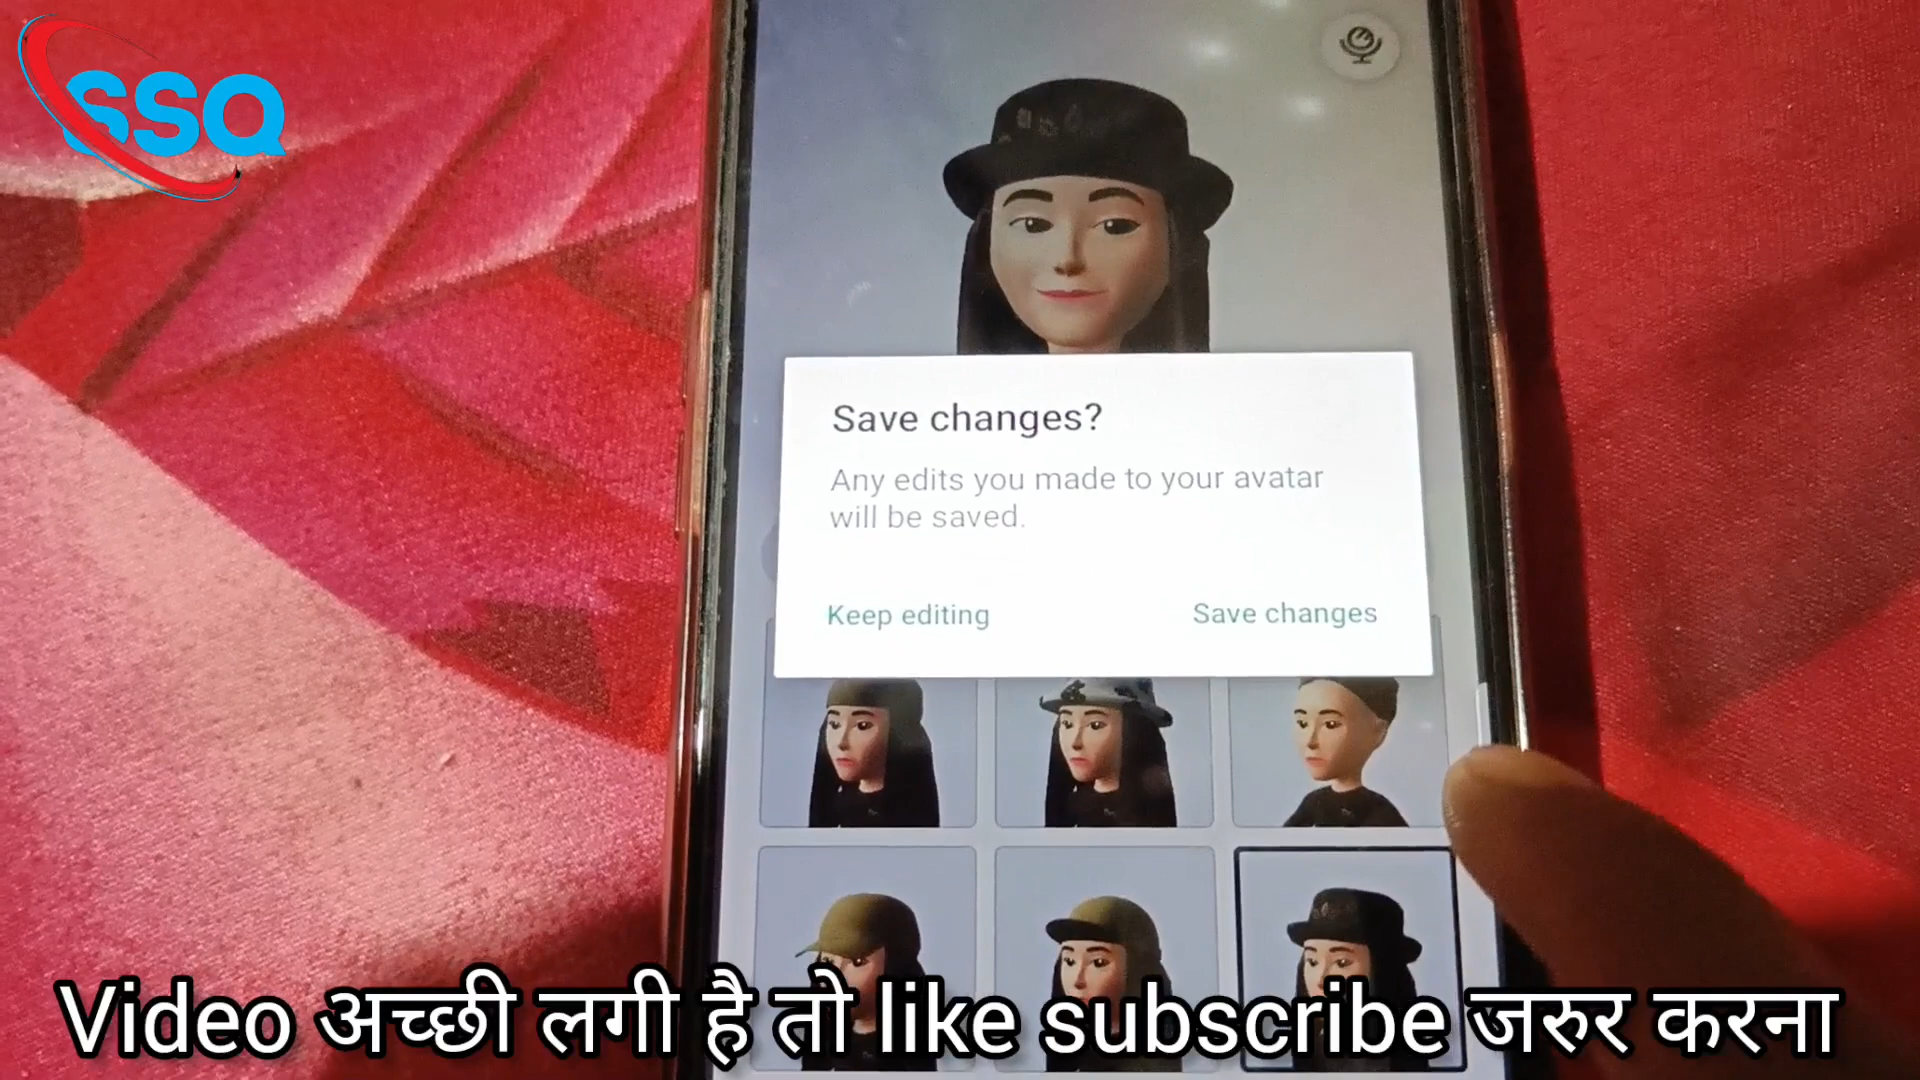 SSQ
Save changes?
Any edits you made to your avatar
will be saved.
Keep editing
Save changes
Video अच्छी लगी है तो like subscribe जरुर करना